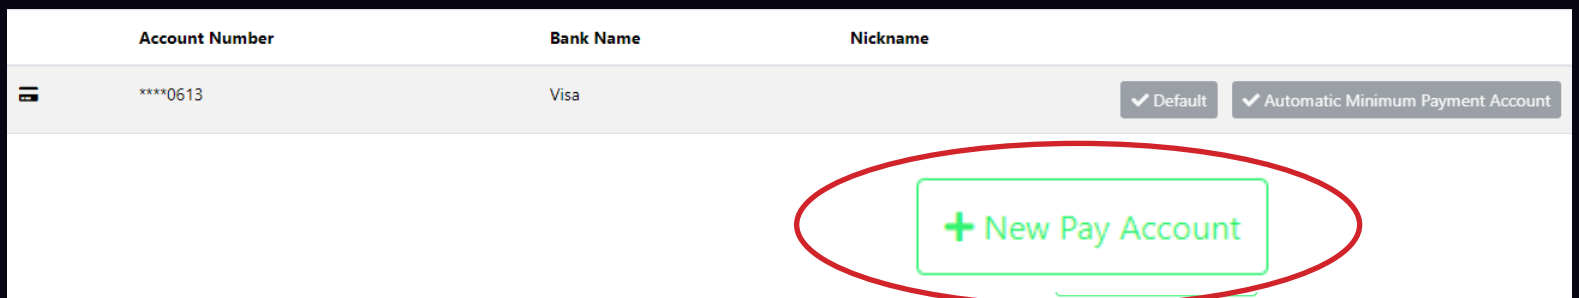 Account Number Bank Name Nickname
****0613 Visa Default Automatic Minimum Payment Account
New Pay Account